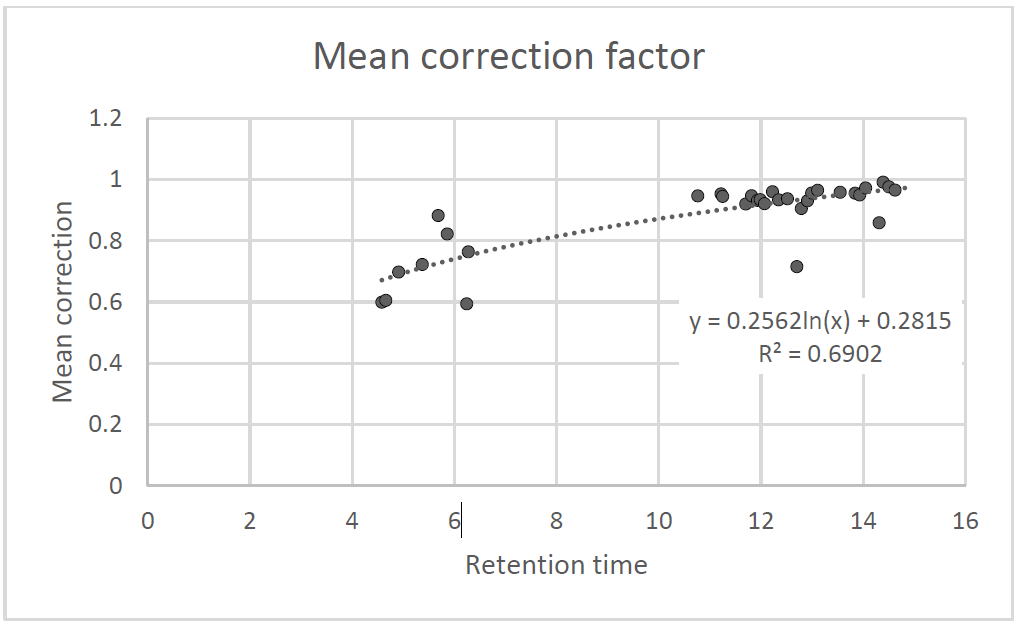 Mean correction factor
1.2
1
0.8
0.6
0.4
0.2
0
Mean correction
y = 0.2562ln(x) + 0.2815
R² = 0.6902
0 2 4 6 8 10 12 14 16
Retention time